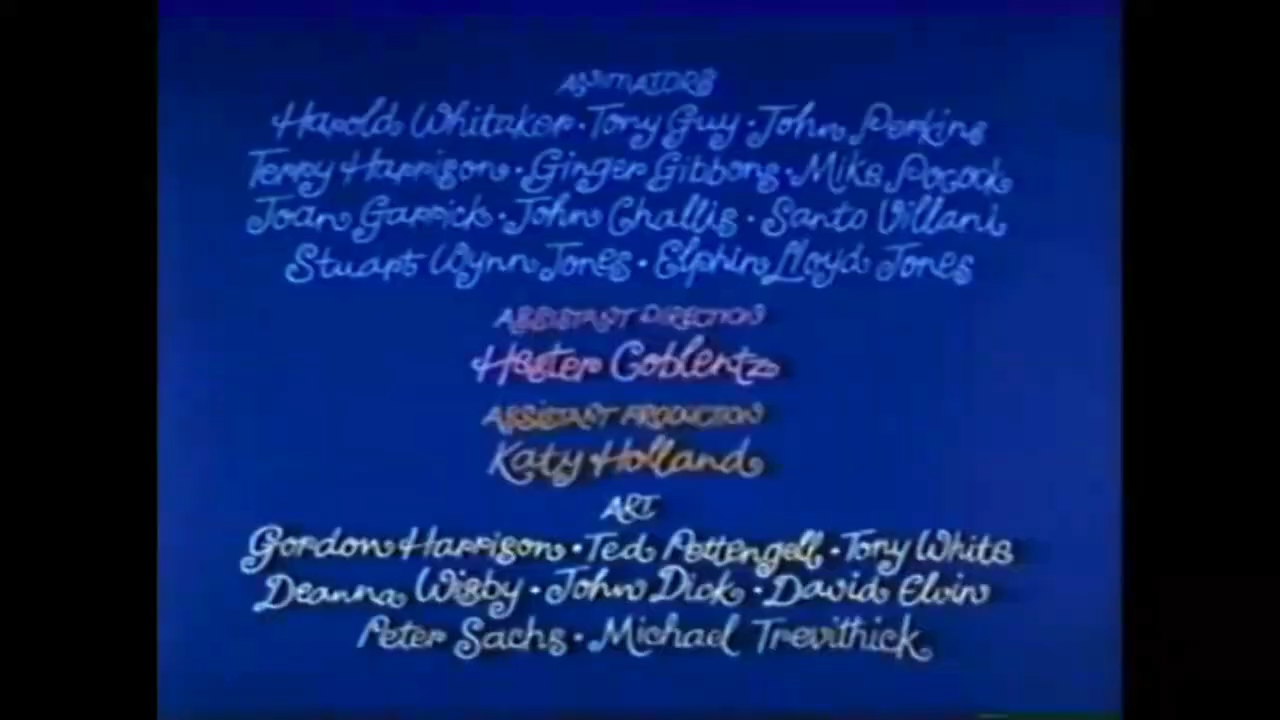 ANIMATORS
Harold Whitaker · Tony Guy · John Perkins
Terry Harrison · Ginger Gibbons · Mike Pocock
Joan Garrick · John Challis · Santo Villani
Stuart Wynn Jones · Elphin Lloyd Jones
ASSISTANT DIRECTION
Hester Coblentz
ASSISTANT PRODUCTION
Katy Holland
ART
Gordon Harrison · Ted Pettengell · Tony White
Deanna Wisby · John Dick · David Elvin
Peter Sachs · Michael Trevithick